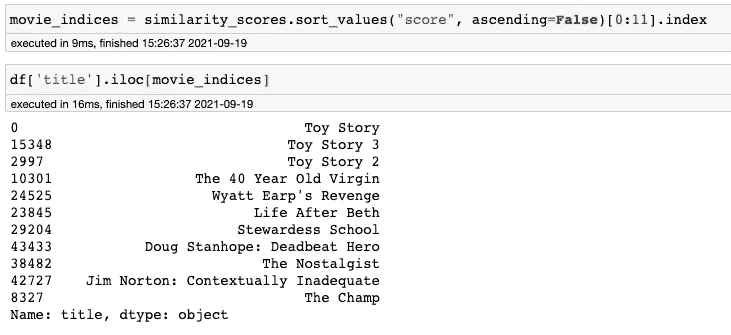 movie_indices = similarity_scores.sort_values("score", ascending=False)[0:11].index
executed in 9ms, finished 15:26:37 2021-09-19
df['title'].iloc[movie_indices]
executed in 16ms, finished 15:26:37 2021-09-19
0 Toy Story
15348 Toy Story 3
2997 Toy Story 2
10301 The 40 Year Old Virgin
24525 Wyatt Earp's Revenge
23845 Life After Beth
29204 Stewardess School
43433 Doug Stanhope: Deadbeat Hero
38482 The Nostalgist
42727 Jim Norton: Contextually Inadequate
8327 The Champ
Name: title, dtype: object